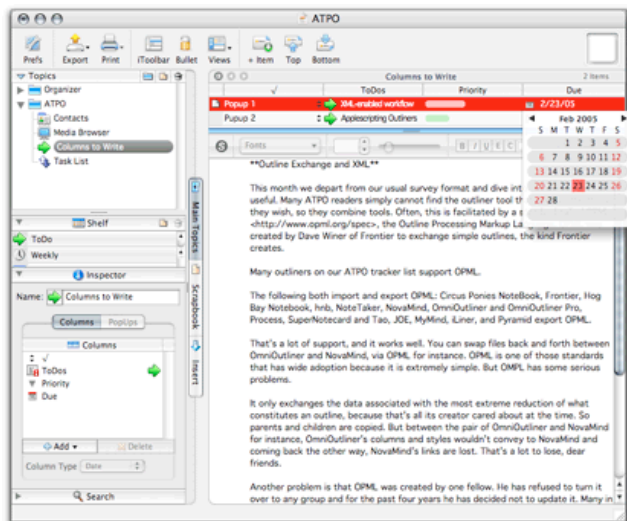 ATPO
Prefs Export Print iToolbar Bullet Views + Item Top Bottom
Topics
Organizer
ATPO
Contacts
Media Browser
Columns to Write
Task List
Shelf
ToDo
Weekly
Inspector
Name: Columns to Write
Columns PopUps
Columns
√
ToDos
Priority
Due
Add Delete
Column Type Date
Search
Main Topics
Scrapbook
Insert
Columns to Write 2 items
√ ToDos Priority Due
Popup 1 XML-enabled workflow 2/23/05
Pupup 2 Applescripting Outliners
Feb 2005
S M T W T F S
1 2 3 4 5
6 7 8 9 10 11 12
13 14 15 16 17 18 19
20 21 22 23 24 25 26
27 28
Fonts
B I U E C
**Outline Exchange and XML**
This month we depart from our usual survey format and dive int
useful. Many ATPO readers simply cannot find the outliner tool th
they wish, so they combine tools. Often, this is facilitated by a
<http://www.opml.org/spec>, the Outline Processing Markup La
created by Dave Winer of Frontier to exchange simple outlines, the kind Frontier
creates.
Many outliners on our ATPO tracker list support OPML.
The following both import and export OPML: Circus Ponies NoteBook, Frontier, Hog
Bay Notebook, hnb, NoteTaker, NovaMind, OmniOutliner and OmniOutliner Pro,
Process, SuperNotecard and Tao, JOE, MyMind, iLiner, and Pyramid export OPML.
That's a lot of support, and it works well. You can swap files back and forth between
OmniOutliner and NovaMind, via OPML for instance. OPML is one of those standards
that has wide adoption because it is extremely simple. But OMPL has some serious
problems.
It only exchanges the data associated with the most extreme reduction of what
constitutes an outline, because that's all its creator cared about at the time. So
parents and children are copied. But between the pair of OmniOutliner and NovaMind
for instance, OmniOutliner's columns and styles wouldn't convey to NovaMind and
coming back the other way, NovaMind's links are lost. That's a lot to lose, dear
friends.
Another problem is that OPML was created by one fellow. He has refused to turn it
over to any group and for the past four years he has decided not to update it. Many in